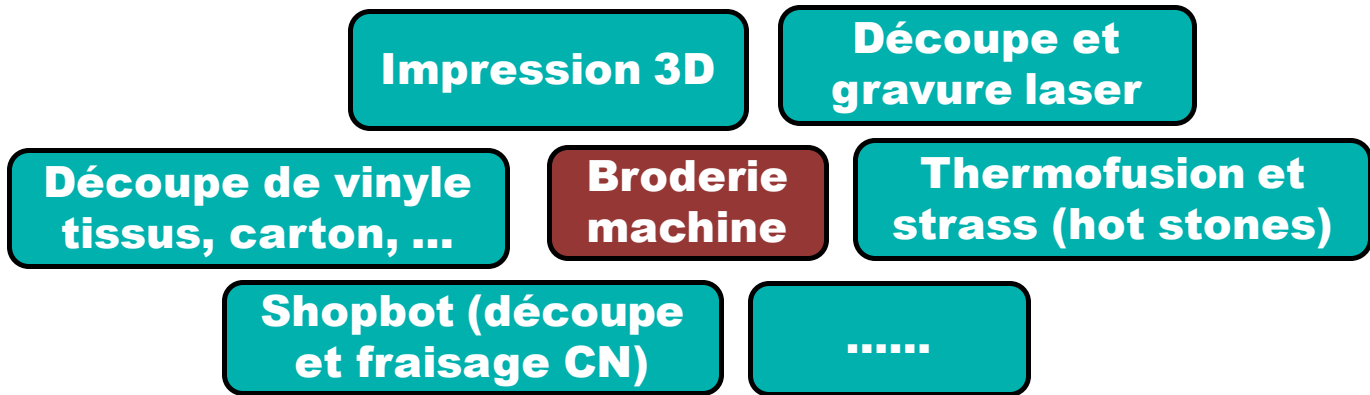 Impression 3D
Découpe et
gravure laser
Découpe de vinyle
tissus, carton, ...
Broderie
machine
Thermofusion et
strass (hot stones)
Shopbot (découpe
et fraisage CN)
......